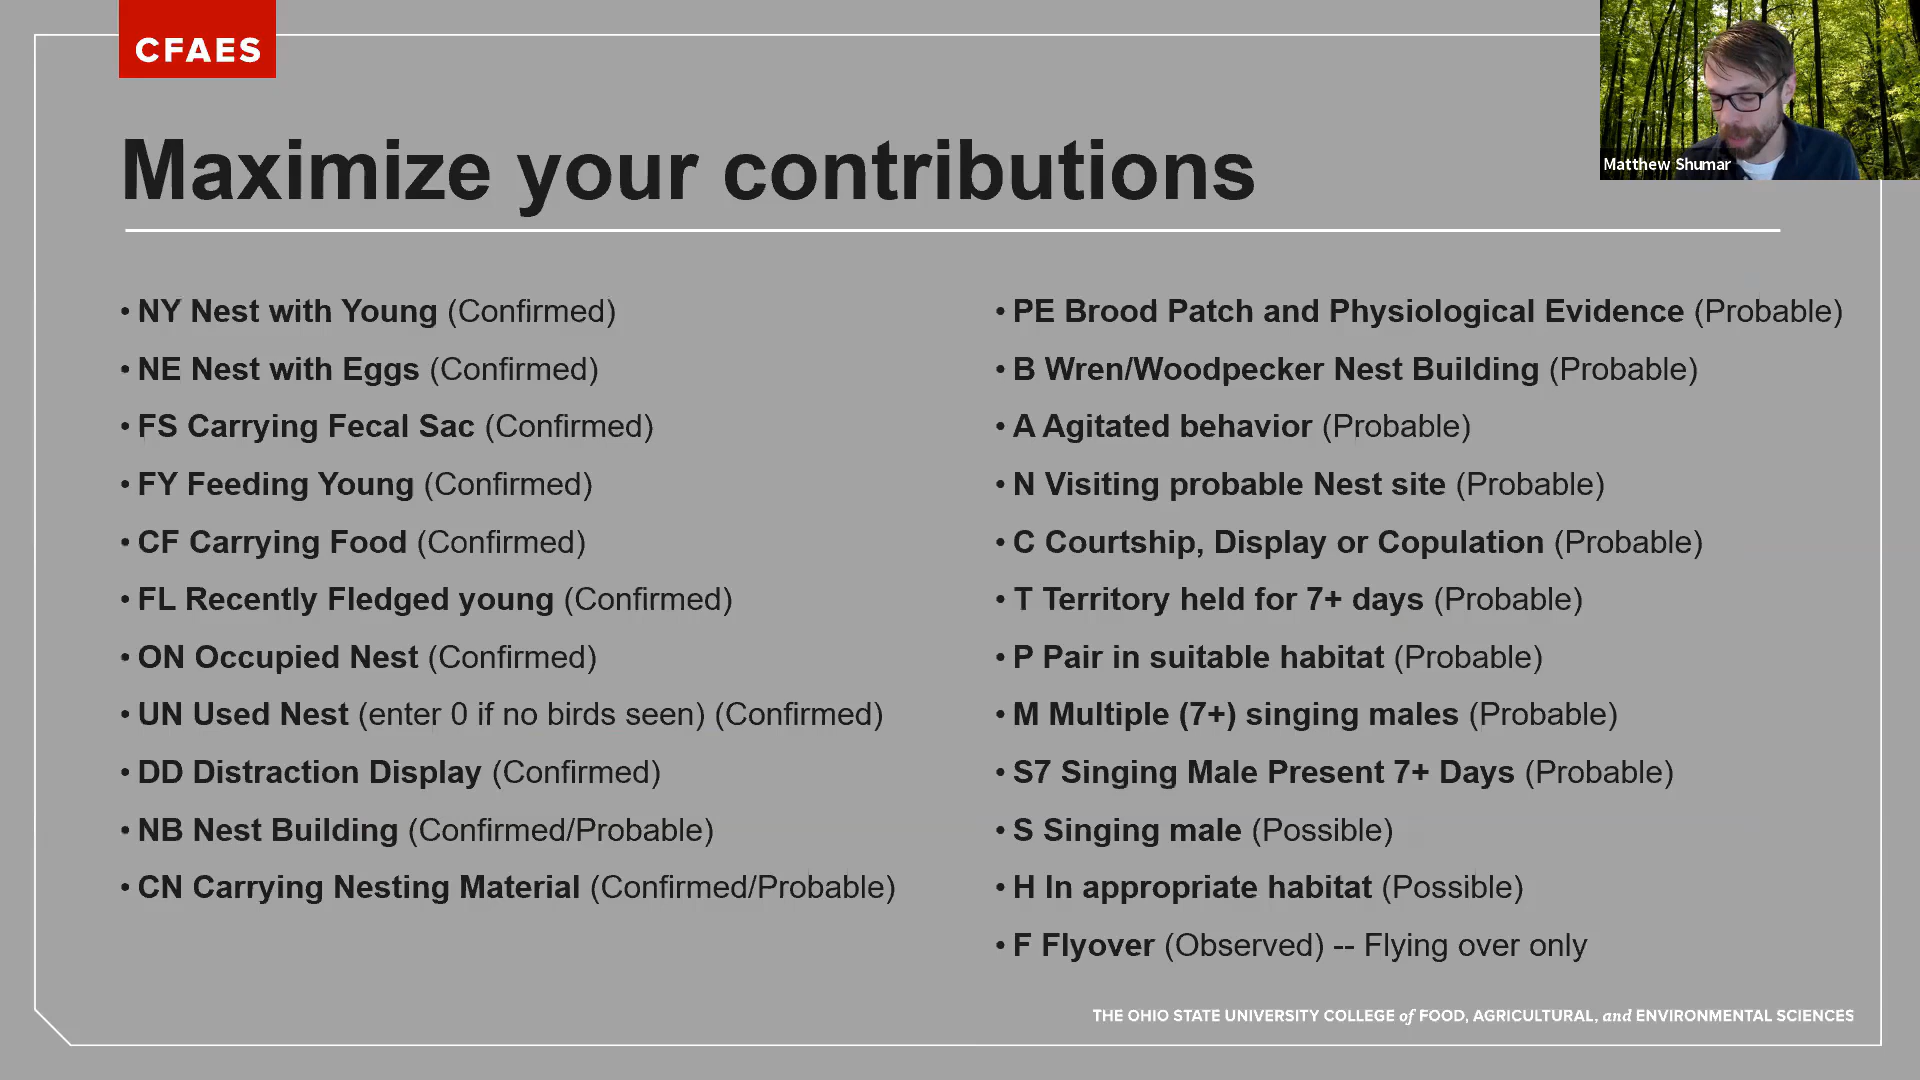 CFAES
Matthew Shumar
Maximize your contributions
• NY Nest with Young (Confirmed)
• NE Nest with Eggs (Confirmed)
• FS Carrying Fecal Sac (Confirmed)
• FY Feeding Young (Confirmed)
• CF Carrying Food (Confirmed)
• FL Recently Fledged young (Confirmed)
• ON Occupied Nest (Confirmed)
• UN Used Nest (enter 0 if no birds seen) (Confirmed)
• DD Distraction Display (Confirmed)
• NB Nest Building (Confirmed/Probable)
• CN Carrying Nesting Material (Confirmed/Probable)
• PE Brood Patch and Physiological Evidence (Probable)
• B Wren/Woodpecker Nest Building (Probable)
• A Agitated behavior (Probable)
• N Visiting probable Nest site (Probable)
• C Courtship, Display or Copulation (Probable)
• T Territory held for 7+ days (Probable)
• P Pair in suitable habitat (Probable)
• M Multiple (7+) singing males (Probable)
• S7 Singing Male Present 7+ Days (Probable)
• S Singing male (Possible)
• H In appropriate habitat (Possible)
• F Flyover (Observed) -- Flying over only
THE OHIO STATE UNIVERSITY COLLEGE of FOOD, AGRICULTURAL, and ENVIRONMENTAL SCIENCES